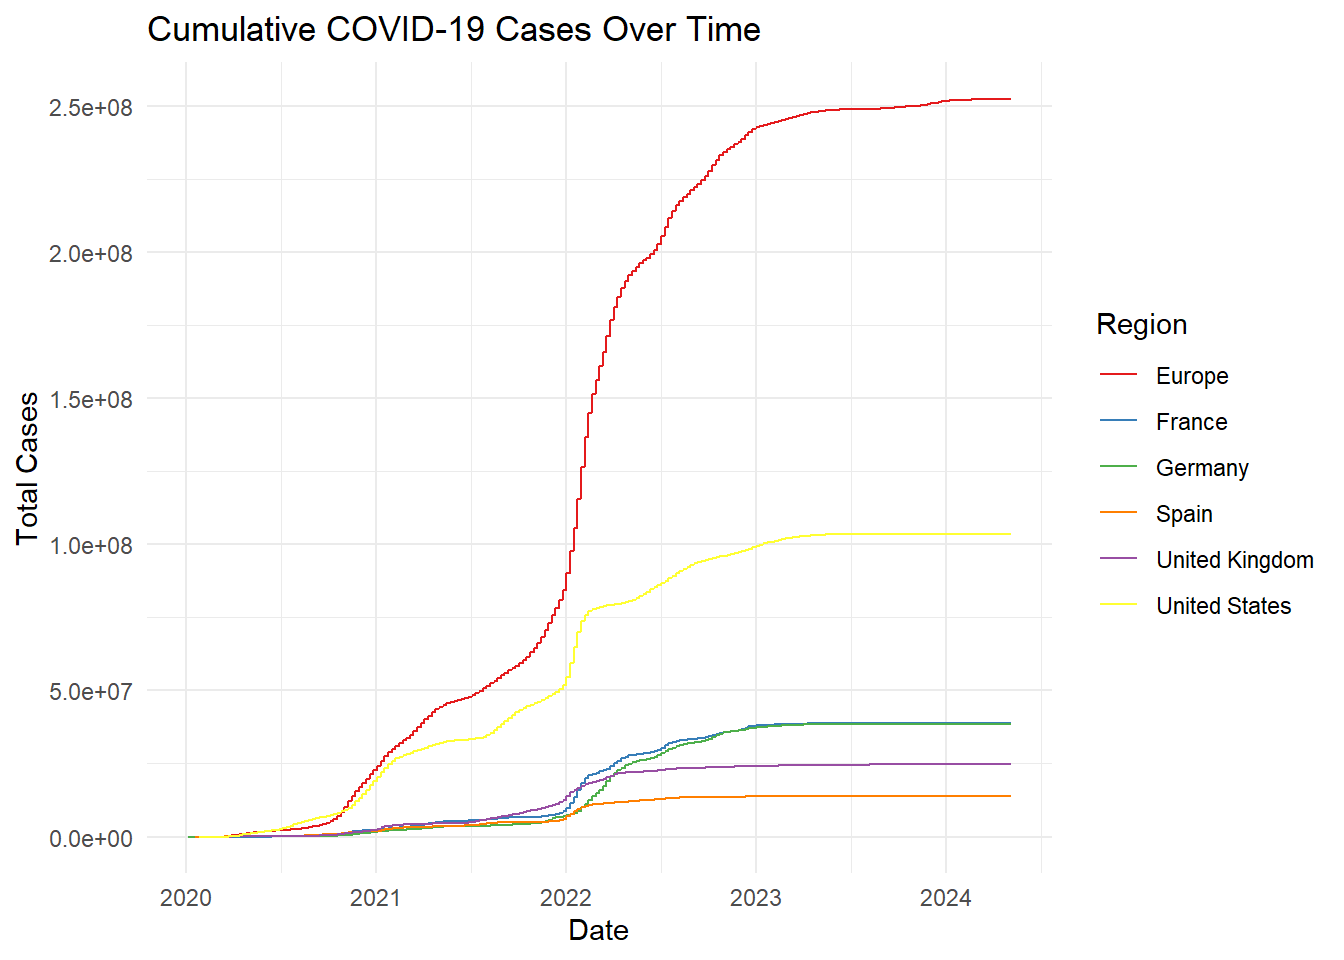 Cumulative COVID-19 Cases Over Time
Total Cases
2.5e+08
2.0e+08
1.5e+08
1.0e+08
5.0e+07
0.0e+00
2020
2021
2022
2023
2024
Date
Region
Europe
France
Germany
Spain
United Kingdom
United States